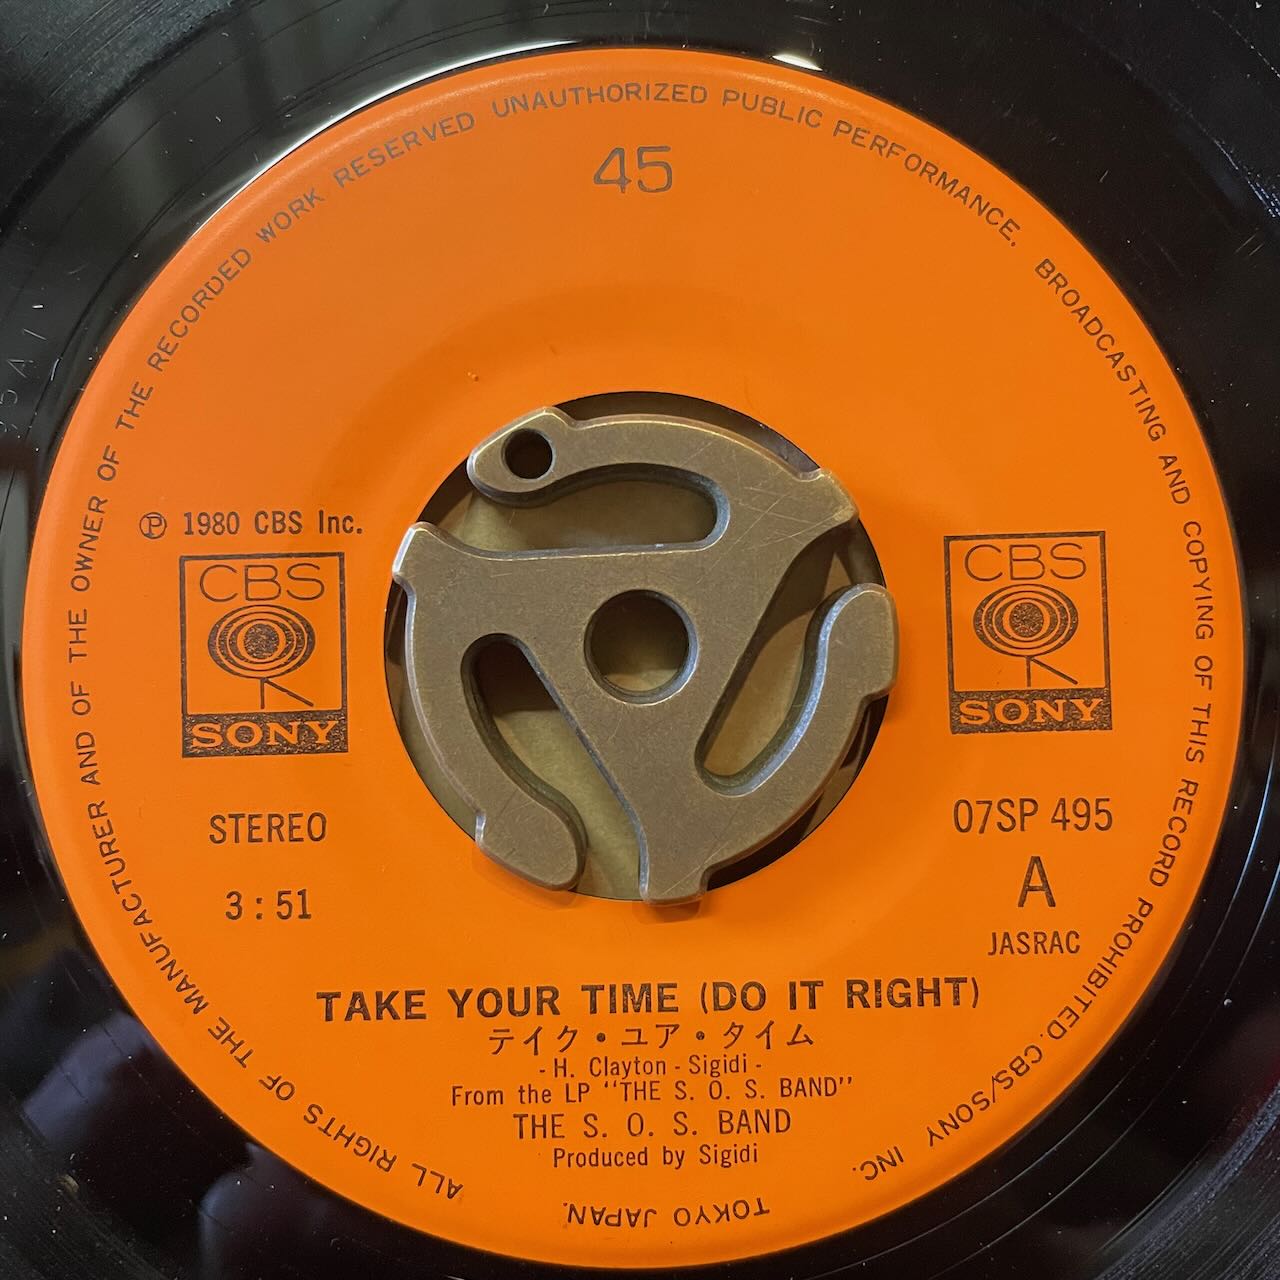 ALL RIGHTS OF THE MANUFACTURER AND OF THE OWNER OF THE RECORDED WORK RESERVED UNAUTHORIZED PUBLIC PERFORMANCE. BROADCASTING AND COPYING OF THIS RECORD PROHIBITED. CBS/SONY INC.
TOKYO JAPAN.
45
℗ 1980 CBS Inc.
CBS
SONY
STEREO
3:51
CBS
SONY
07SP 495
A
JASRAC
TAKE YOUR TIME (DO IT RIGHT)
テイク・ユア・タイム
- H. Clayton - Sigidi -
From the LP "THE S. O. S. BAND"
THE S. O. S. BAND
Produced by Sigidi